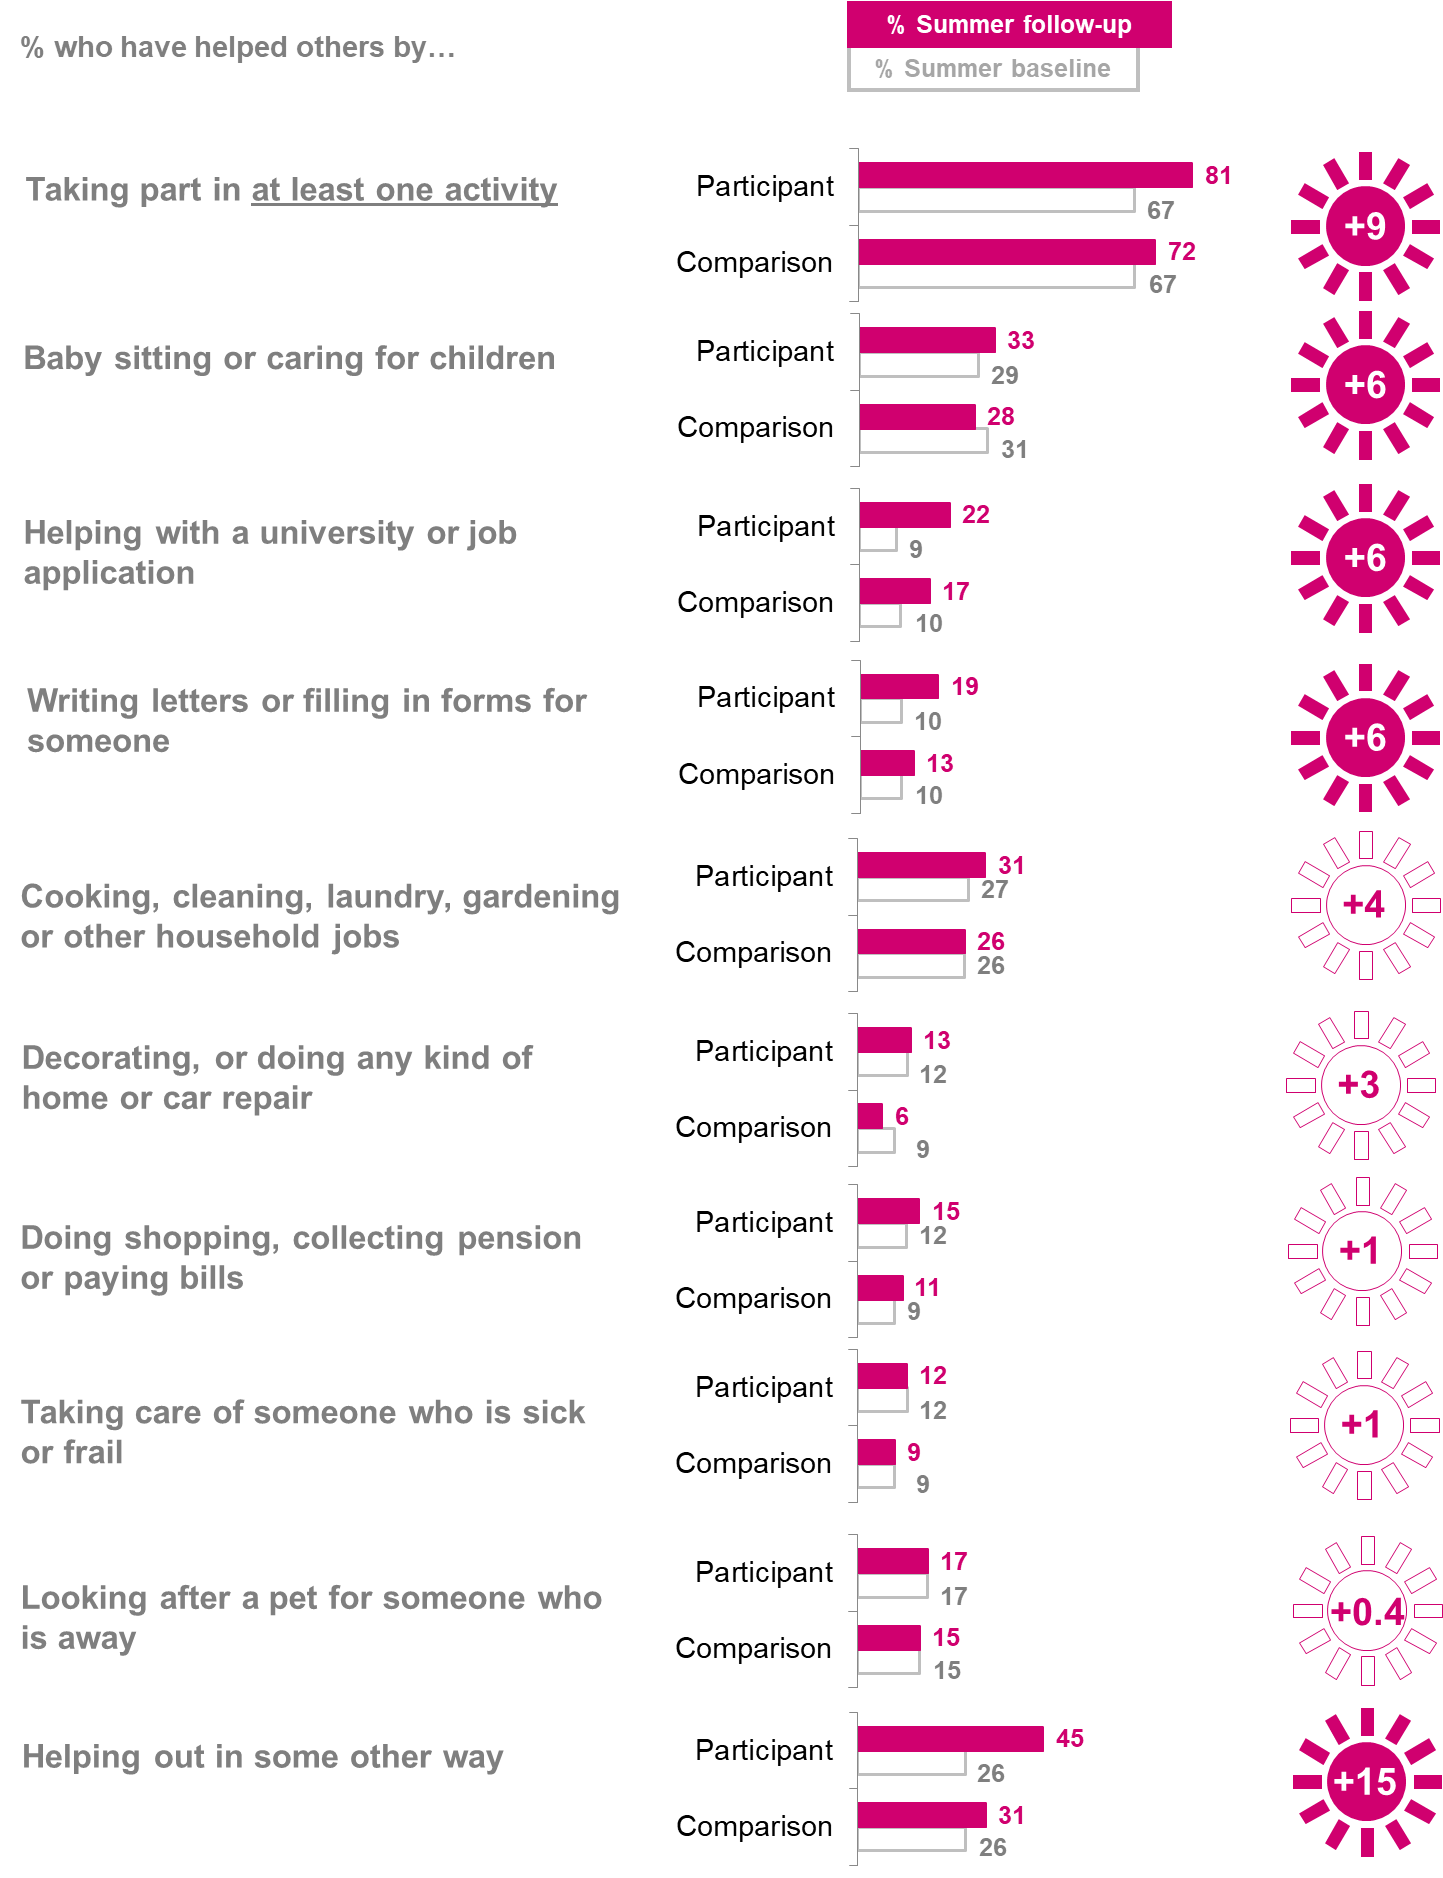 % who have helped others by…
% Summer follow-up
% Summer baseline
Taking part in at least one activity
Participant
81
67
Comparison
72
67
+9
Baby sitting or caring for children
Participant
33
29
Comparison
28
31
+6
Helping with a university or job
application
Participant
22
9
Comparison
17
10
+6
Writing letters or filling in forms for
someone
Participant
19
10
Comparison
13
10
+6
Cooking, cleaning, laundry, gardening
or other household jobs
Participant
31
27
Comparison
26
26
+4
Decorating, or doing any kind of
home or car repair
Participant
13
12
Comparison
6
9
+3
Doing shopping, collecting pension
or paying bills
Participant
15
12
Comparison
11
9
+1
Taking care of someone who is sick
or frail
Participant
12
12
Comparison
9
9
+1
Looking after a pet for someone who
is away
Participant
17
17
Comparison
15
15
+0.4
Helping out in some other way
Participant
45
26
Comparison
31
26
+15